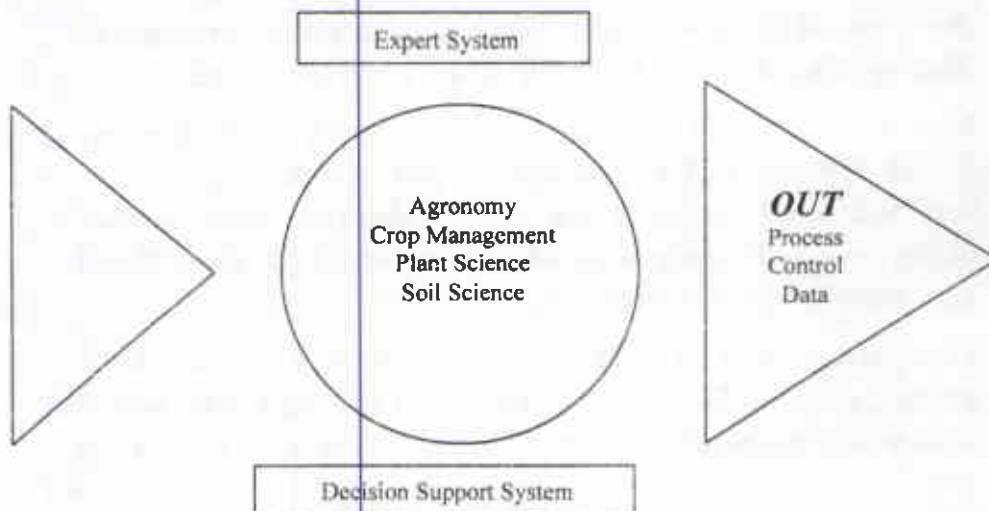 Expert System
Agronomy
Crop Management
Plant Science
Soil Science
OUT
Process
Control
Data
Decision Support System